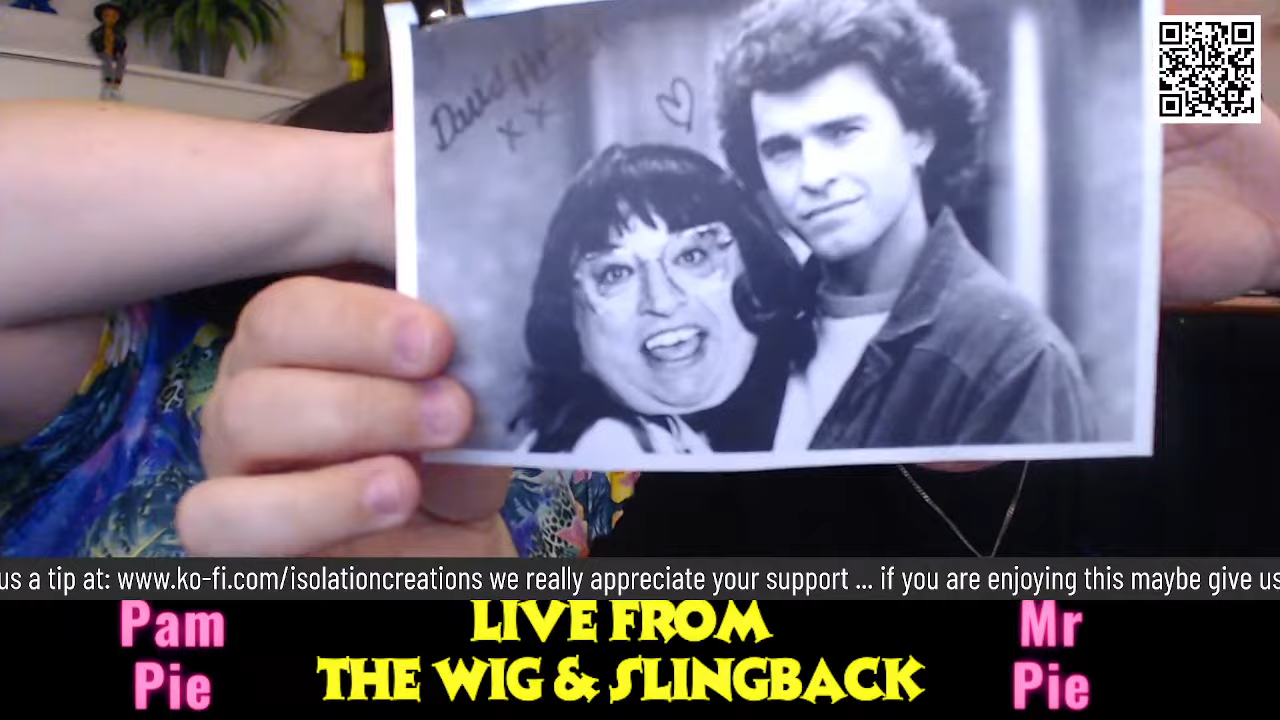 David
x x
us a tip at: www.ko-fi.com/isolationcreations we really appreciate your support ... if you are enjoying this maybe give us
Pam
Pie
LIVE FROM
THE WIG & SLINGBACK
Mr
Pie